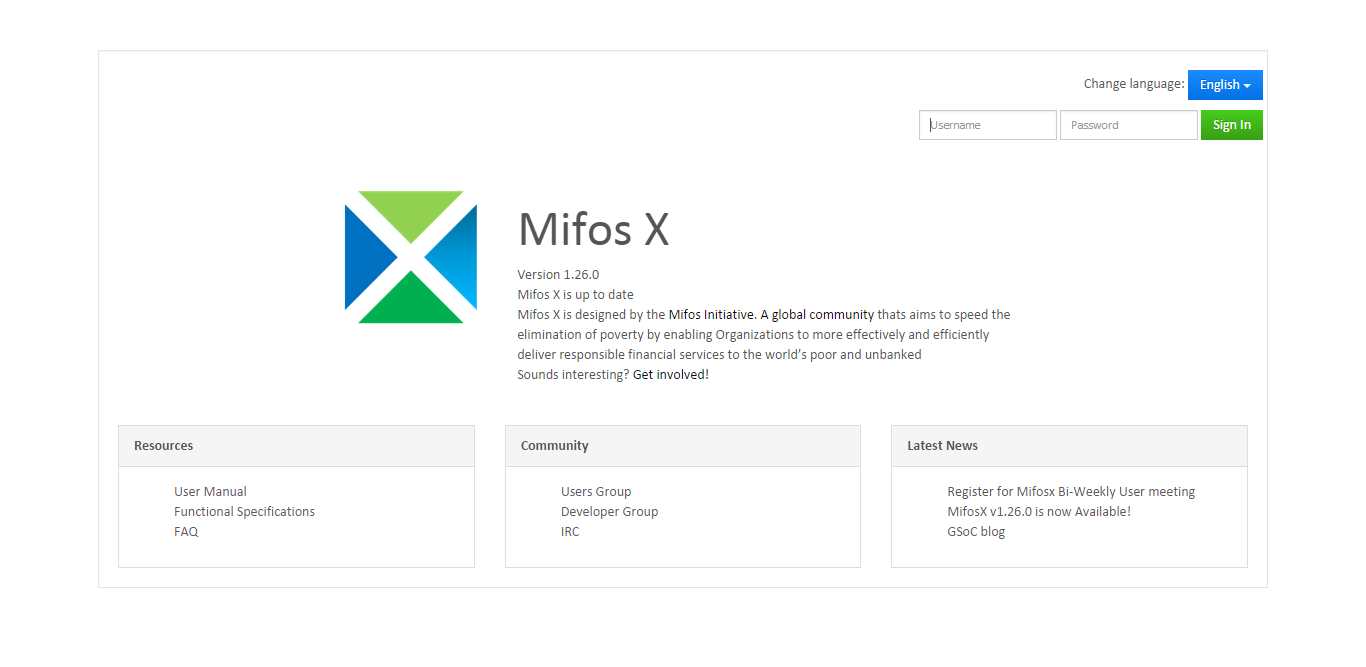 Change language: English
Username Password Sign In
Mifos X
Version 1.26.0
Mifos X is up to date
Mifos X is designed by the Mifos Initiative. A global community thats aims to speed the
elimination of poverty by enabling Organizations to more effectively and efficiently
deliver responsible financial services to the world’s poor and unbanked
Sounds interesting? Get involved!
Resources
User Manual
Functional Specifications
FAQ
Community
Users Group
Developer Group
IRC
Latest News
Register for Mifosx Bi-Weekly User meeting
MifosX v1.26.0 is now Available!
GSoC blog